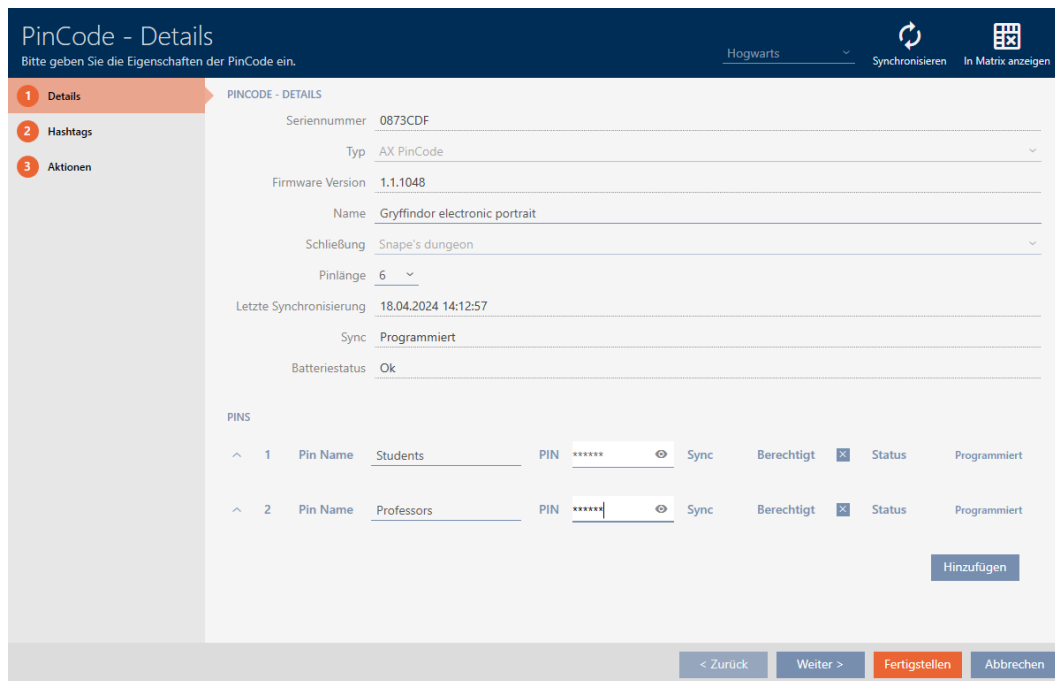 PinCode - Details
Bitte geben Sie die Eigenschaften der PinCode ein.
Hogwarts
Synchronisieren
In Matrix anzeigen
1 Details
2 Hashtags
3 Aktionen
PINCODE - DETAILS
Seriennummer 0873CDF
Typ AX PinCode
Firmware Version 1.1.1048
Name Gryffindor electronic portrait
Schließung Snape's dungeon
Pinlänge 6
Letzte Synchronisierung 18.04.2024 14:12:57
Sync Programmiert
Batteriestatus Ok
PINS
1 Pin Name Students PIN ****** Sync Berechtigt Status Programmiert
2 Pin Name Professors PIN ****** Sync Berechtigt Status Programmiert
Hinzufügen
< Zurück Weiter > Fertigstellen Abbrechen